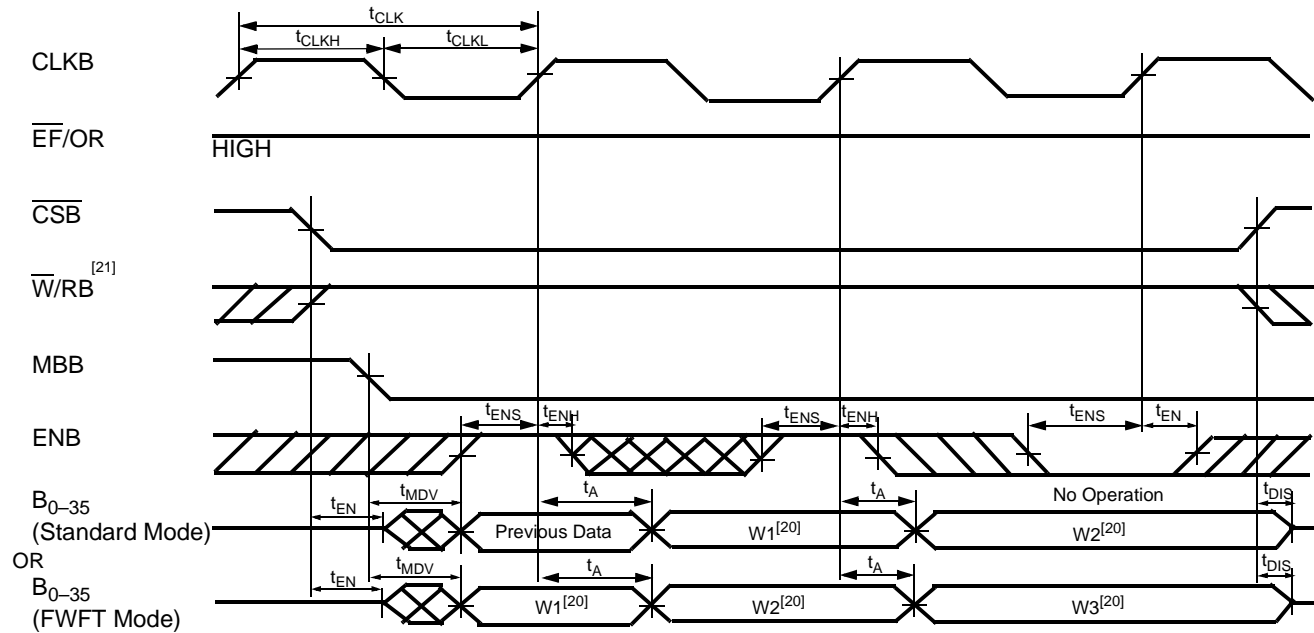 tCLK
tCLKH tCLKL
CLKB
EF/OR
HIGH
CSB
W/RB[21]
MBB
tENS tENH tENS tENH tENS tEN
ENB
B0–35
(Standard Mode)
tEN tMDV tA tA No Operation tDIS
Previous Data W1[20] W2[20]
OR
B0–35
(FWFT Mode)
tEN tMDV tA tA tDIS
W1[20] W2[20] W3[20]